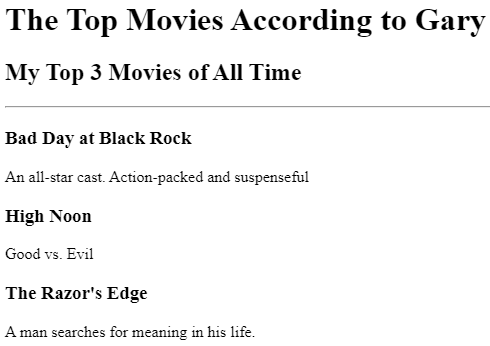 The Top Movies According to Gary
My Top 3 Movies of All Time
Bad Day at Black Rock
An all-star cast. Action-packed and suspenseful
High Noon
Good vs. Evil
The Razor's Edge
A man searches for meaning in his life.